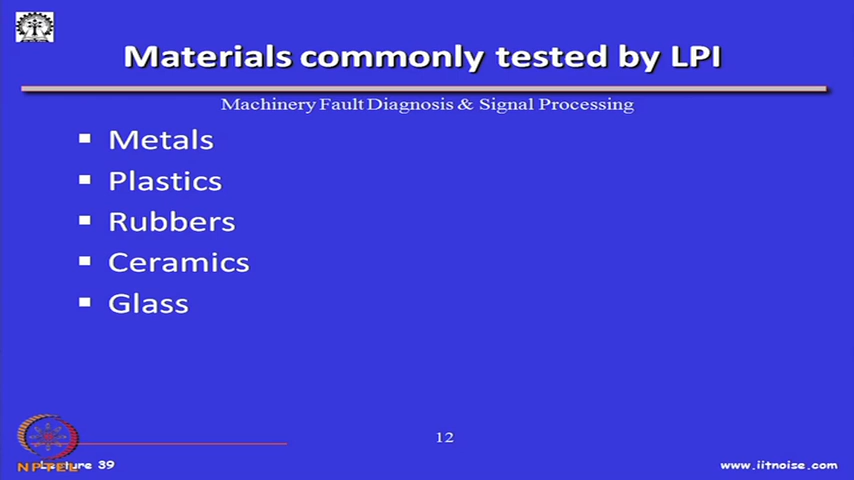 Materials commonly tested by LPI
Machinery Fault Diagnosis & Signal Processing
Metals
Plastics
Rubbers
Ceramics
Glass
12
NPTEL
Lecture 39
www.iitnoise.com